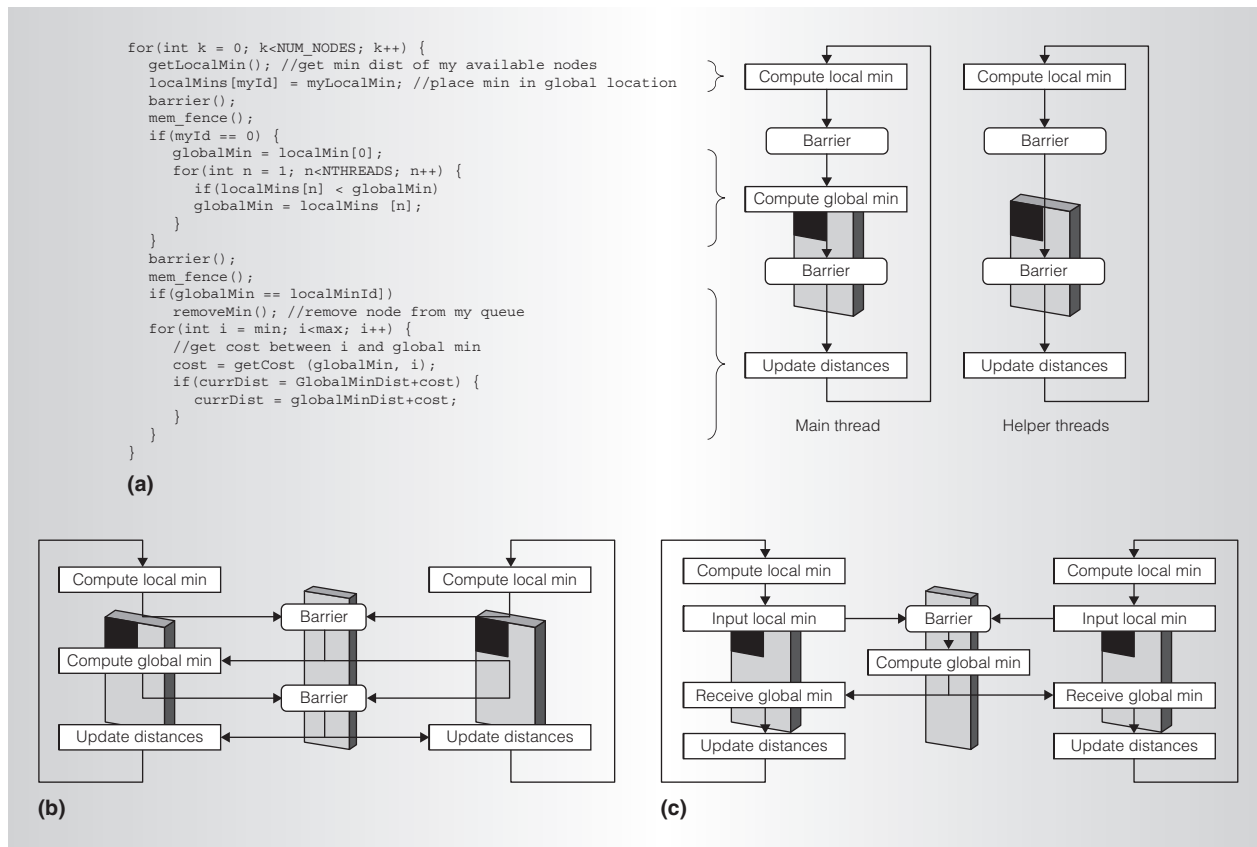 for(int k = 0; k<NUM_NODES; k++) {
getLocalMin(); //get min dist of my available nodes
localMins[myId] = myLocalMin; //place min in global location
barrier();
mem_fence();
if(myId == 0) {
globalMin = localMin[0];
for(int n = 1; n<NTHREADS; n++) {
if(localMins[n] < globalMin)
globalMin = localMins [n];
}
}
barrier();
mem_fence();
if(globalMin == localMinId])
removeMin(); //remove node from my queue
for(int i = min; i<max; i++) {
//get cost between i and global min
cost = getCost (globalMin, i);
if(currDist = GlobalMinDist+cost) {
currDist = globalMinDist+cost;
}
}
}
(a)
Compute local min
Barrier
Compute global min
Barrier
Update distances
Main thread
Compute local min
Barrier
Barrier
Update distances
Helper threads
Compute local min
Compute local min
Barrier
Compute global min
Barrier
Update distances
Update distances
(b)
Compute local min
Compute local min
Input local min
Barrier
Input local min
Compute global min
Receive global min
Receive global min
Update distances
Update distances
(c)